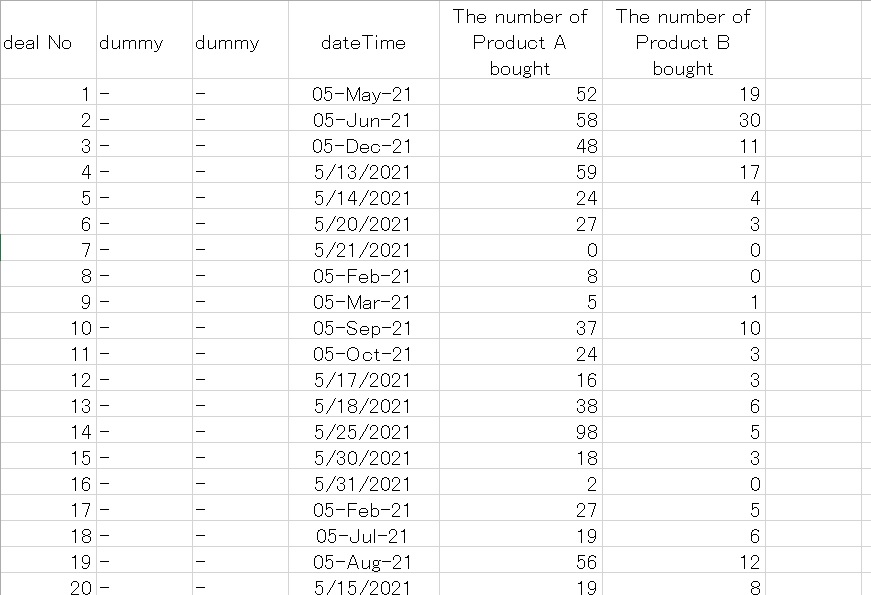 deal No dummy dummy dateTime The number of Product A bought The number of Product B bought
1 - - 05-May-21 52 19
2 - - 05-Jun-21 58 30
3 - - 05-Dec-21 48 11
4 - - 5/13/2021 59 17
5 - - 5/14/2021 24 4
6 - - 5/20/2021 27 3
7 - - 5/21/2021 0 0
8 - - 05-Feb-21 8 0
9 - - 05-Mar-21 5 1
10 - - 05-Sep-21 37 10
11 - - 05-Oct-21 24 3
12 - - 5/17/2021 16 3
13 - - 5/18/2021 38 6
14 - - 5/25/2021 98 5
15 - - 5/30/2021 18 3
16 - - 5/31/2021 2 0
17 - - 05-Feb-21 27 5
18 - - 05-Jul-21 19 6
19 - - 05-Aug-21 56 12
20 - - 5/15/2021 19 8